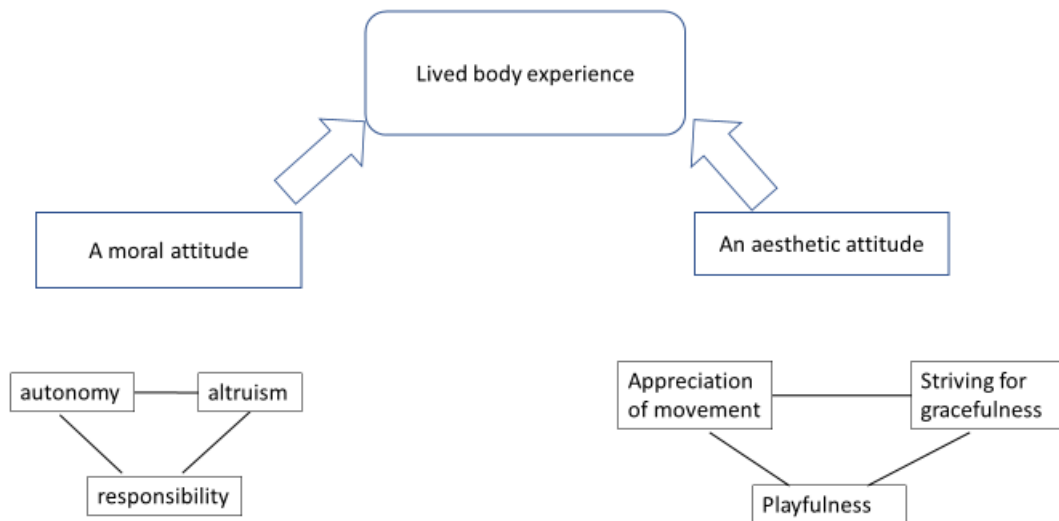 Lived body experience
A moral attitude
An aesthetic attitude
autonomy
altruism
responsibility
Appreciation
of movement
Striving for
gracefulness
Playfulness